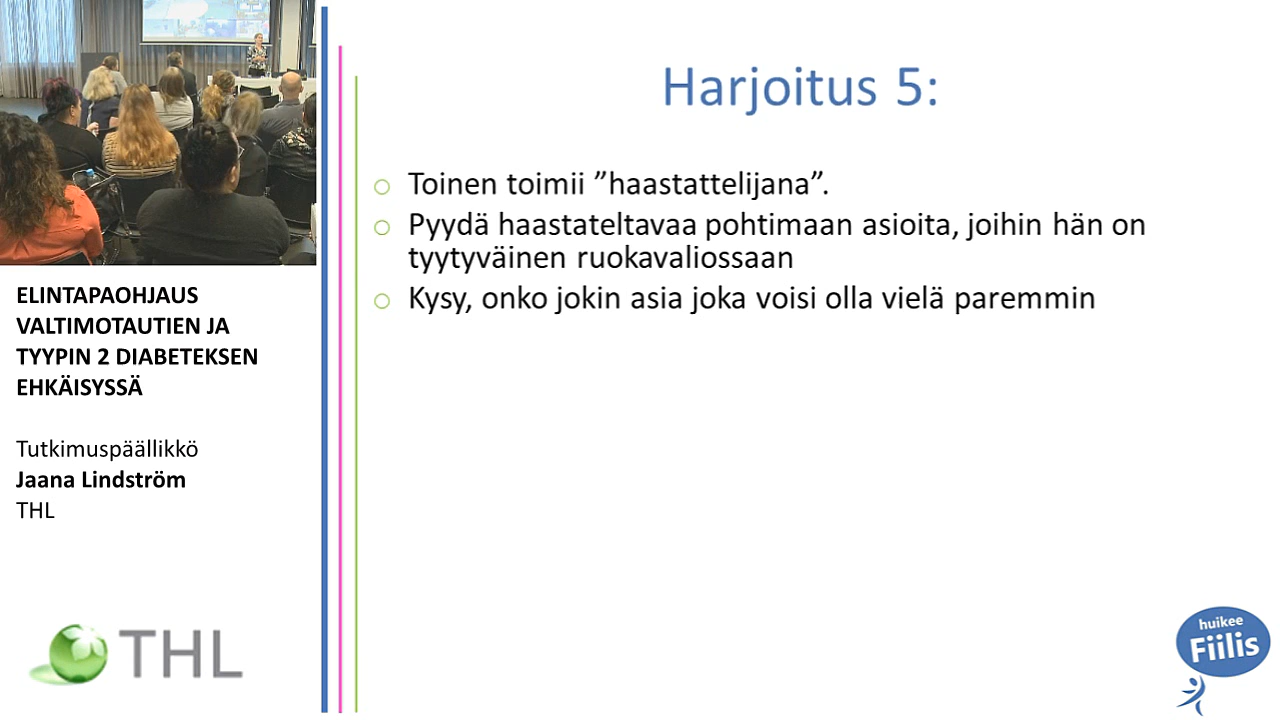 ELINTAPAOHJAUS
VALTIMOTAUTIEN JA
TYYPIN 2 DIABETEKSEN
EHKÄISYSSÄ
Tutkimuspäällikkö
Jaana Lindström
THL
THL
Harjoitus 5:
Toinen toimii ”haastattelijana”.
Pyydä haastateltavaa pohtimaan asioita, joihin hän on
tyytyväinen ruokavaliossaan
Kysy, onko jokin asia joka voisi olla vielä paremmin
huikee
Fiilis